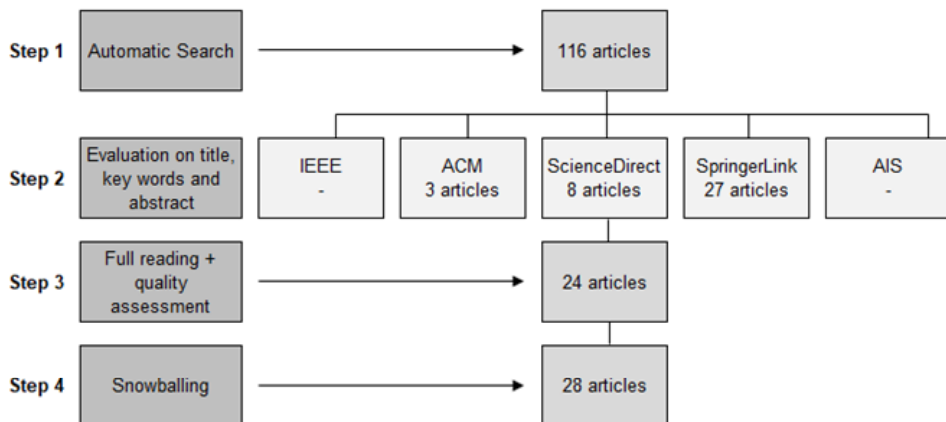 Step 1
Automatic Search
116 articles
Step 2
Evaluation on title,
key words and
abstract
IEEE
-
ACM
3 articles
ScienceDirect
8 articles
SpringerLink
27 articles
AIS
-
Step 3
Full reading +
quality
assessment
24 articles
Step 4
Snowballing
28 articles